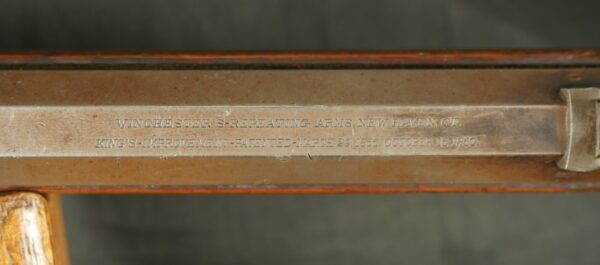 WINCHESTER'S-REPEATING ARMS. NEW HAVEN. CT.
KING'S-IMPROVEMENT-PATENTED-MARCH 29. 1866. OCTOBER 16, 1860.